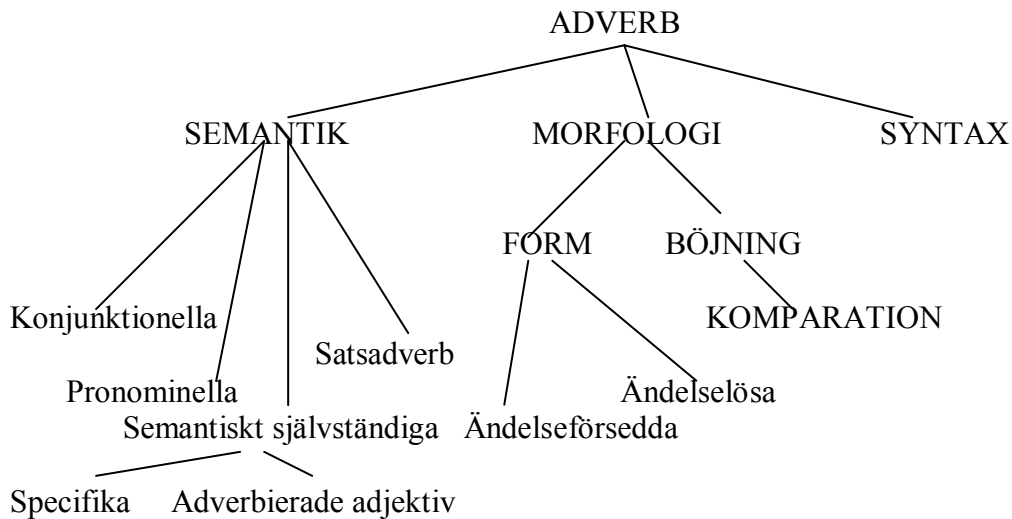 ADVERB
SEMANTIK MORFOLOGI SYNTAX
FORM BÖJNING
Konjunktionella KOMPARATION
Satsadverb
Pronominella Ändelselösa
Semantiskt självständiga Ändelseförsedda
Specifika Adverbierade adjektiv